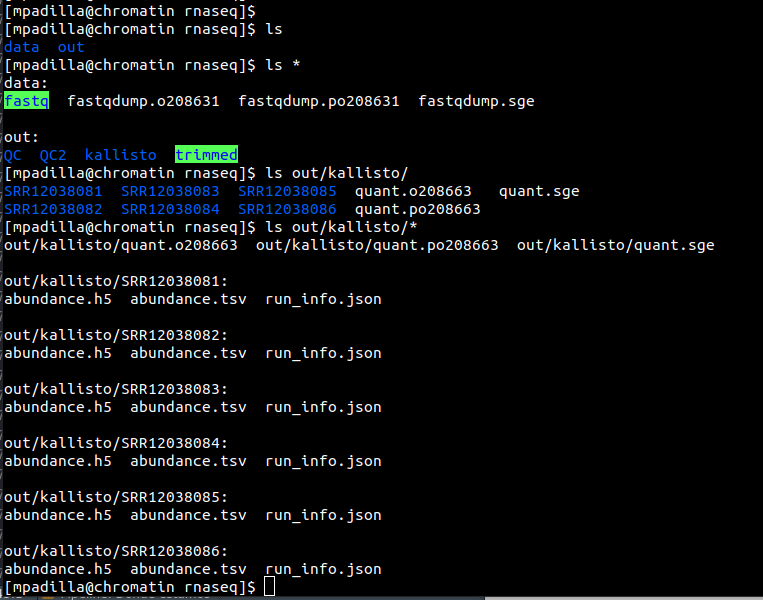 [mpadilla@chromatin rnaseq]$
[mpadilla@chromatin rnaseq]$ ls
data  out
[mpadilla@chromatin rnaseq]$ ls *
data:
fastq  fastqdump.o208631  fastqdump.po208631  fastqdump.sge
out:
QC  QC2  kallisto  trimmed
[mpadilla@chromatin rnaseq]$ ls out/kallisto/
SRR12038081  SRR12038083  SRR12038085  quant.o208663   quant.sge
SRR12038082  SRR12038084  SRR12038086  quant.po208663
[mpadilla@chromatin rnaseq]$ ls out/kallisto/*
out/kallisto/quant.o208663  out/kallisto/quant.po208663  out/kallisto/quant.sge
out/kallisto/SRR12038081:
abundance.h5  abundance.tsv  run_info.json
out/kallisto/SRR12038082:
abundance.h5  abundance.tsv  run_info.json
out/kallisto/SRR12038083:
abundance.h5  abundance.tsv  run_info.json
out/kallisto/SRR12038084:
abundance.h5  abundance.tsv  run_info.json
out/kallisto/SRR12038085:
abundance.h5  abundance.tsv  run_info.json
out/kallisto/SRR12038086:
abundance.h5  abundance.tsv  run_info.json
[mpadilla@chromatin rnaseq]$